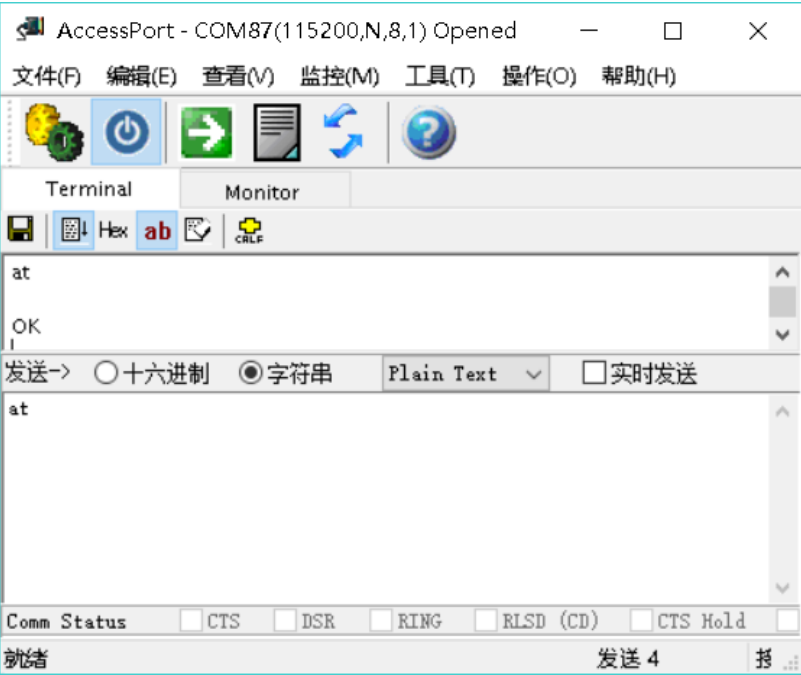 AccessPort - COM87(115200,N,8,1) Opened
文件(F) 编辑(E) 查看(V) 监控(M) 工具(T) 操作(O) 帮助(H)
Terminal Monitor
Hex ab CRLF
at
OK
发送-> 十六进制 字符串 Plain Text 实时发送
at
Comm Status CTS DSR RING RLSD (CD) CTS Hold
就绪 发送 4